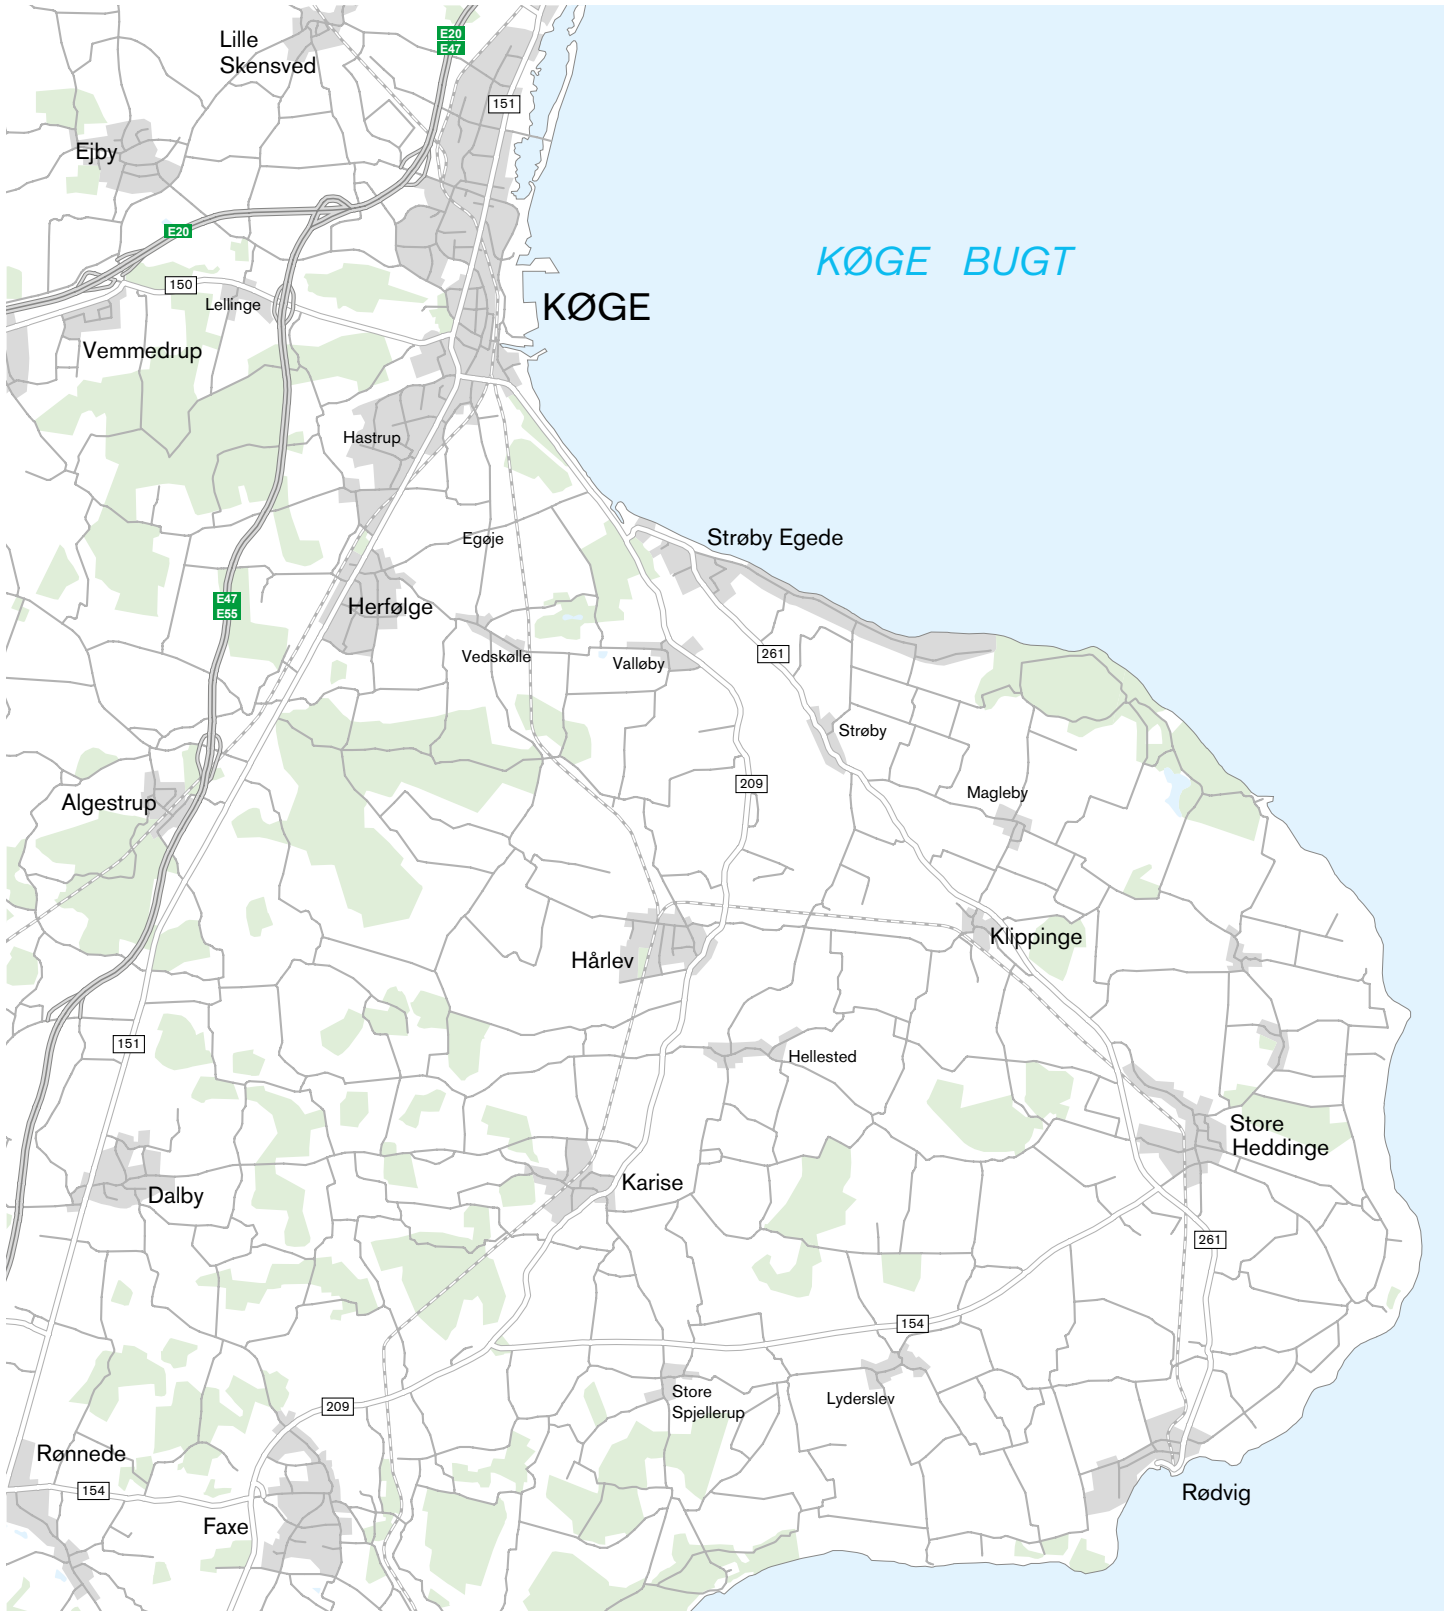 Lille
Skensved
E20
E47
151
Ejby
E20
KØGE BUGT
150
Lellinge
KØGE
Vemmedrup
Hastrup
Egøje
Strøby Egede
E47
E55
Herfølge
Vedskølle
Valløby
261
Strøby
209
Magleby
Algestrup
Klippinge
Hårlev
151
Hellested
Store
Heddinge
Karise
Dalby
261
154
Store
Spjellerup
Lyderslev
209
Rønnede
154
Rødvig
Faxe